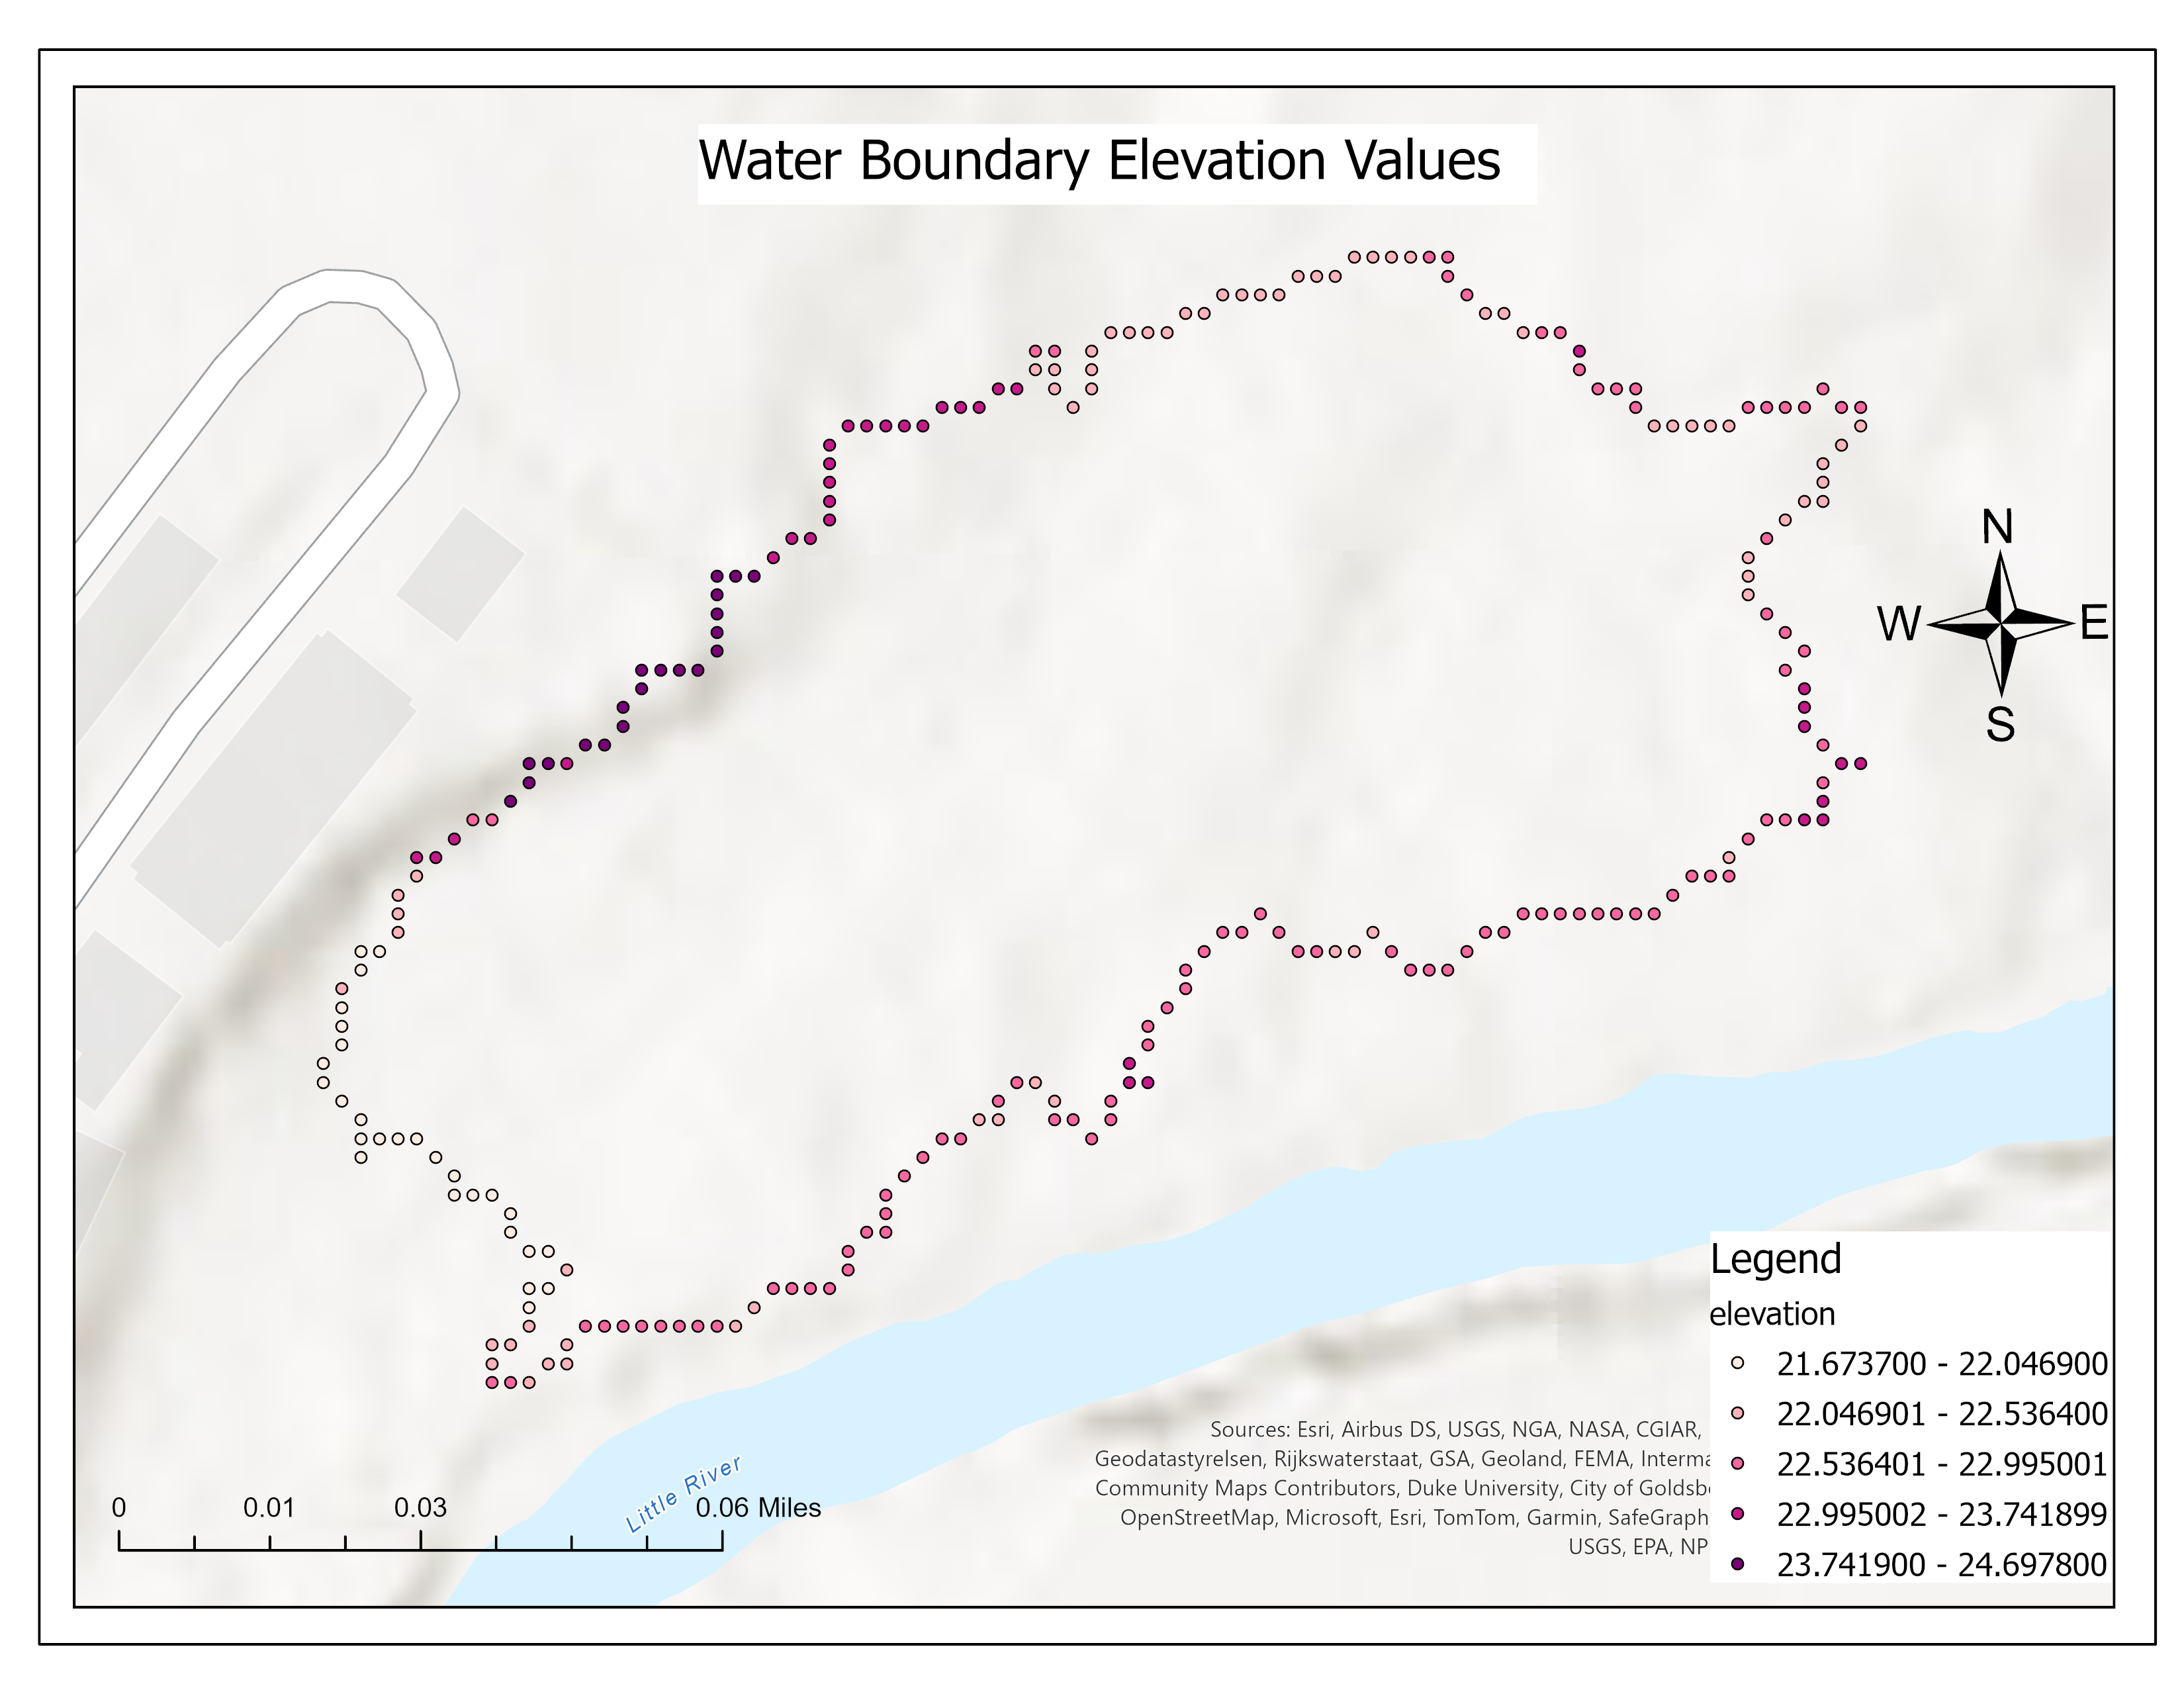 Water Boundary Elevation Values
N
W
E
S
Legend
elevation
21.673700 - 22.046900
22.046901 - 22.536400
22.536401 - 22.995001
22.995002 - 23.741899
23.741900 - 24.697800
Sources: Esri, Airbus DS, USGS, NGA, NASA, CGIAR,
Geodatastyrelsen, Rijkswaterstaat, GSA, Geoland, FEMA, Interma
Community Maps Contributors, Duke University, City of Goldsb
OpenStreetMap, Microsoft, Esri, TomTom, Garmin, SafeGraph
USGS, EPA, NP
Little River
0 0.01 0.03 0.06 Miles